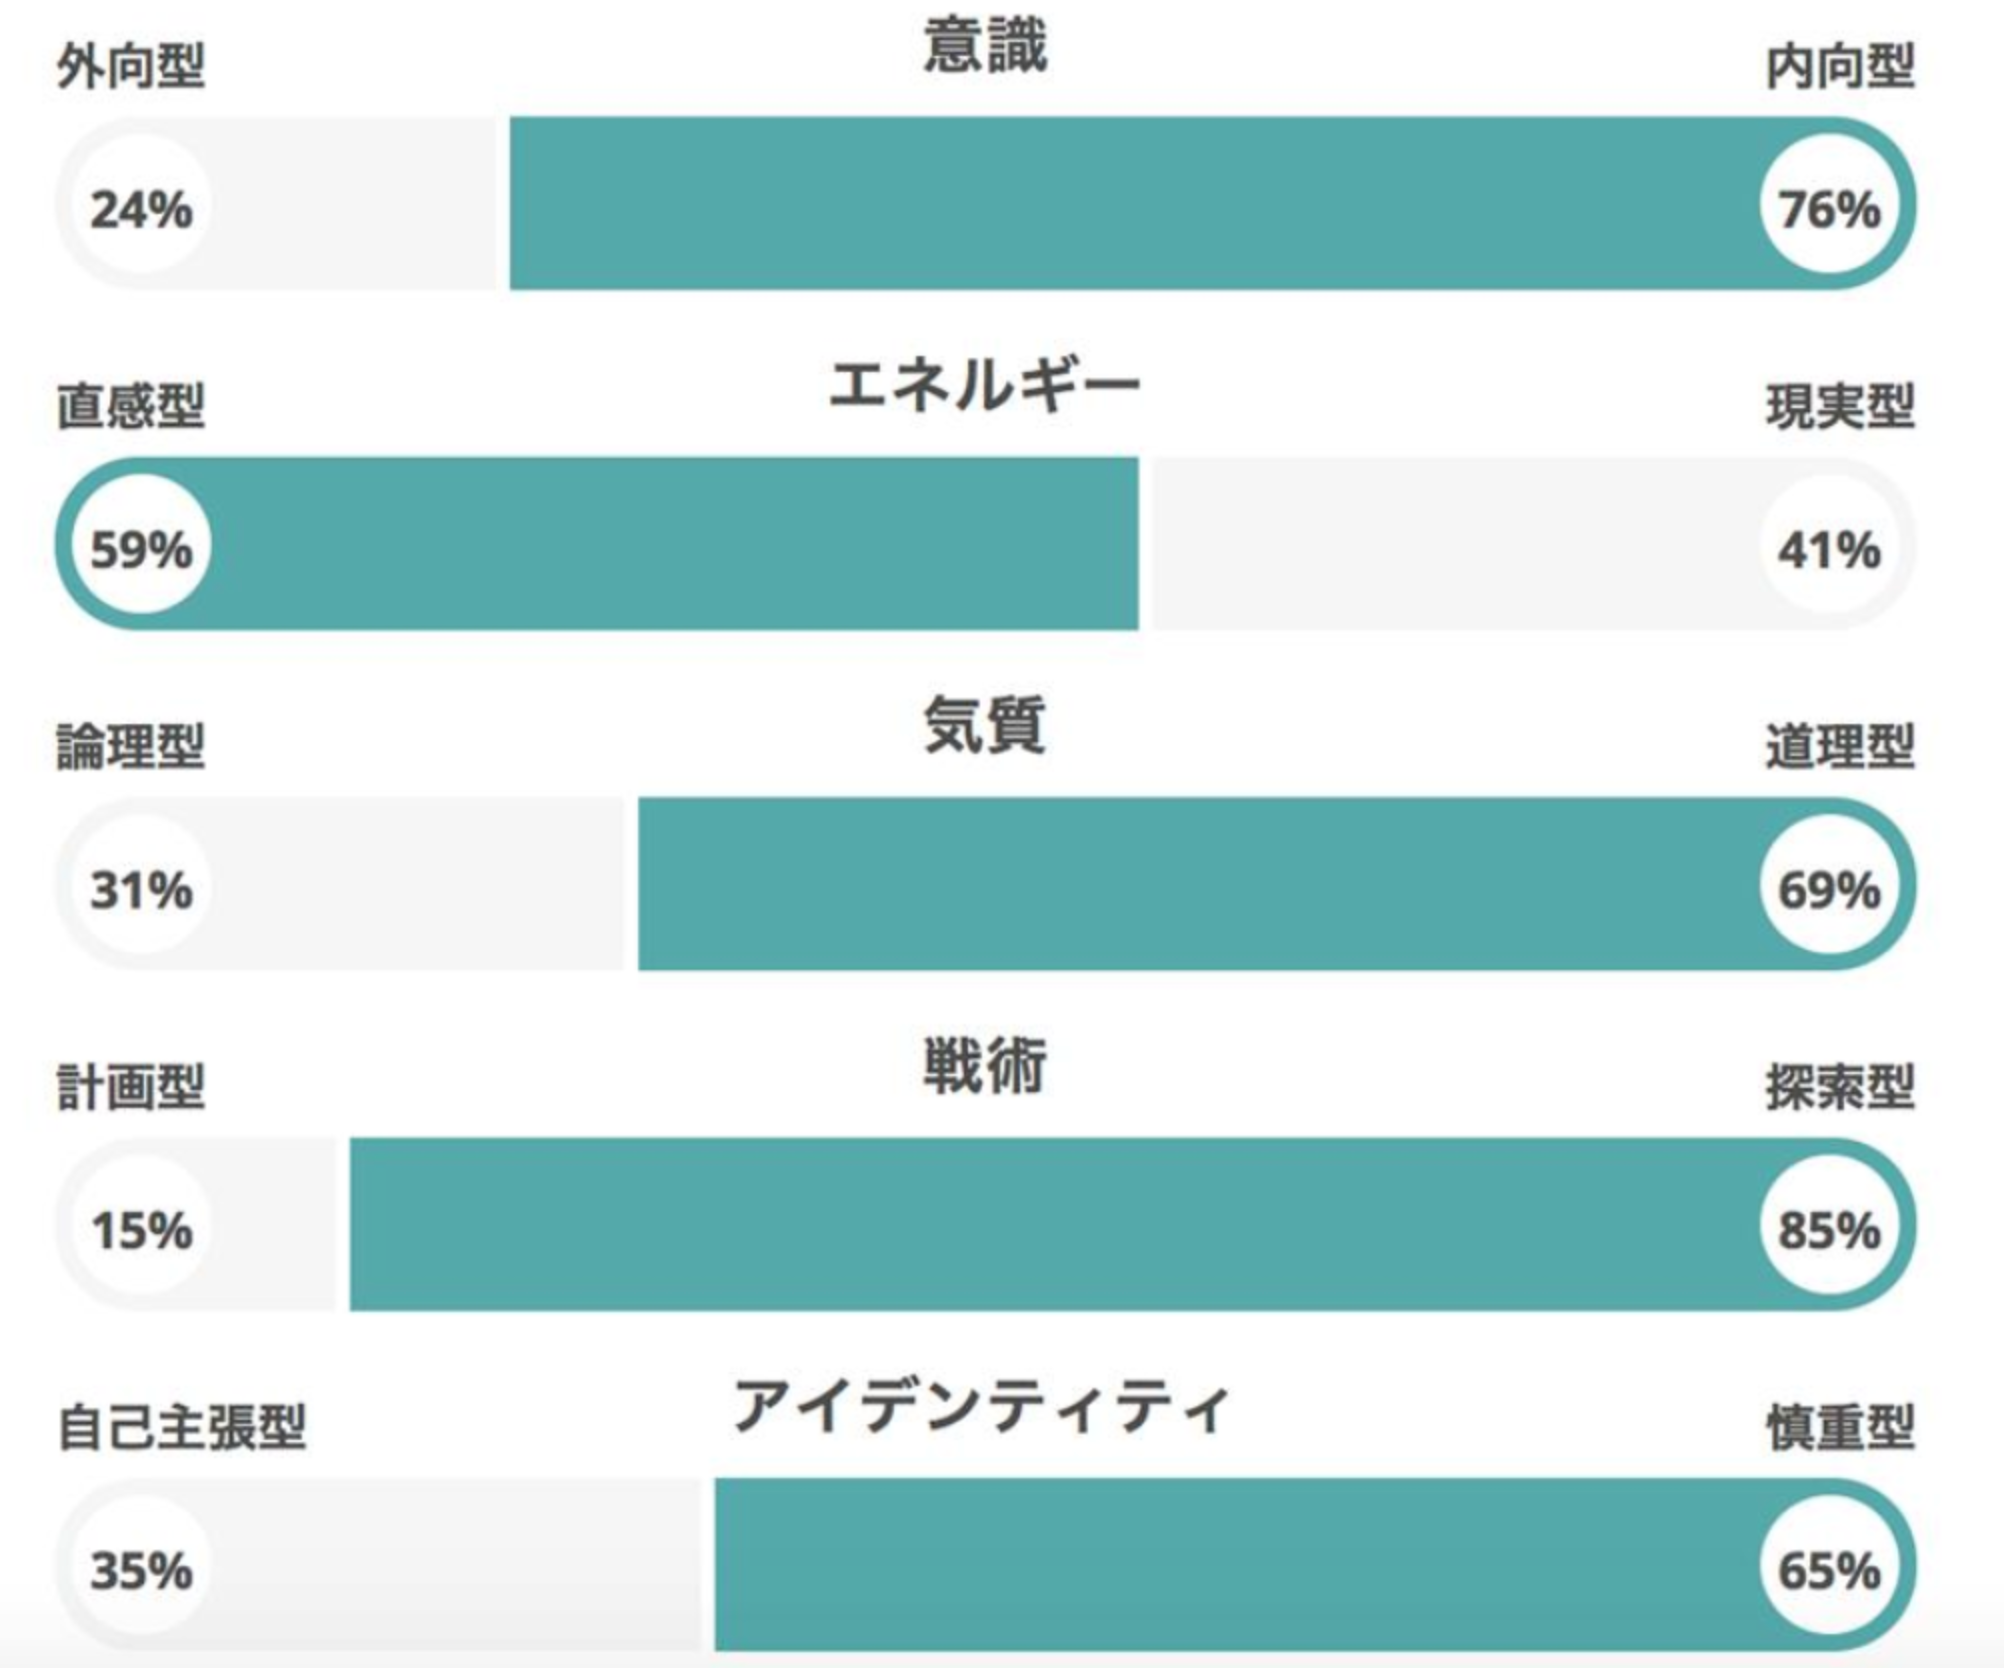 意識
外向型 内向型
24% 76%
エネルギー
直感型 現実型
59% 41%
気質
論理型 道理型
31% 69%
戦術
計画型 探索型
15% 85%
アイデンティティ
自己主張型 慎重型
35% 65%